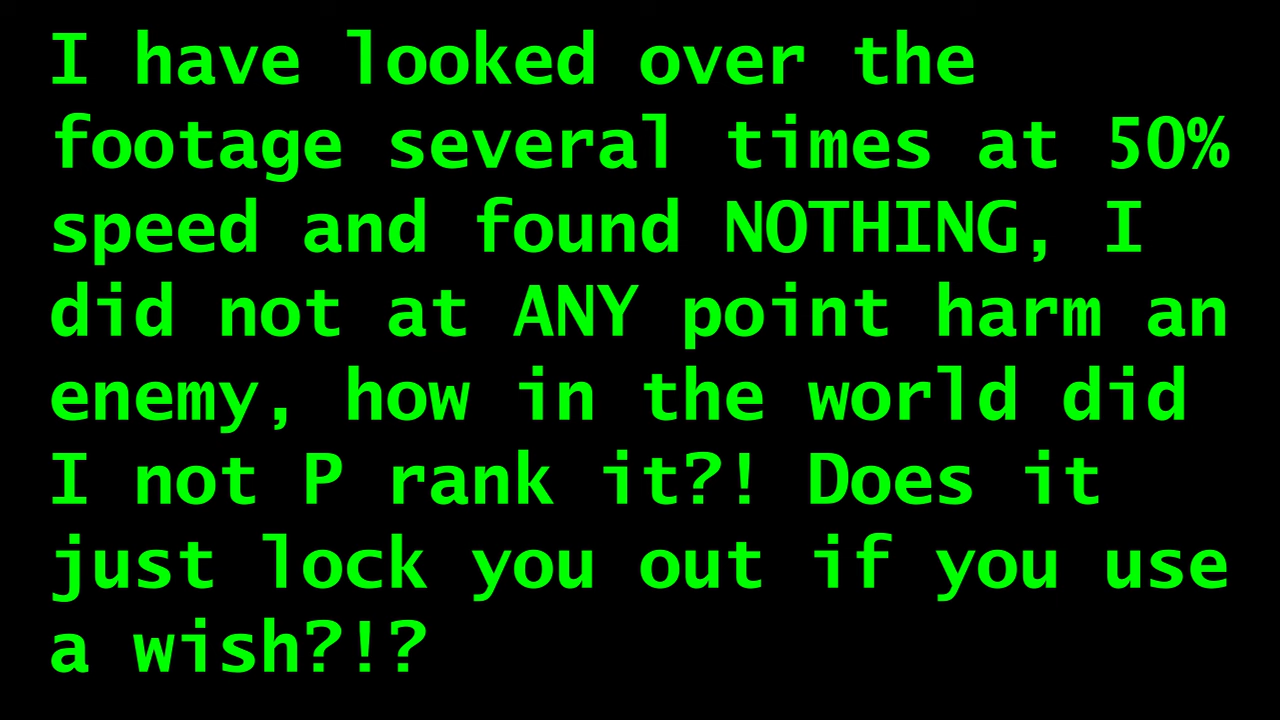 I have looked over the
footage several times at 50%
speed and found NOTHING, I
did not at ANY point harm an
enemy, how in the world did
I not P rank it?! Does it
just lock you out if you use
a wish?!?